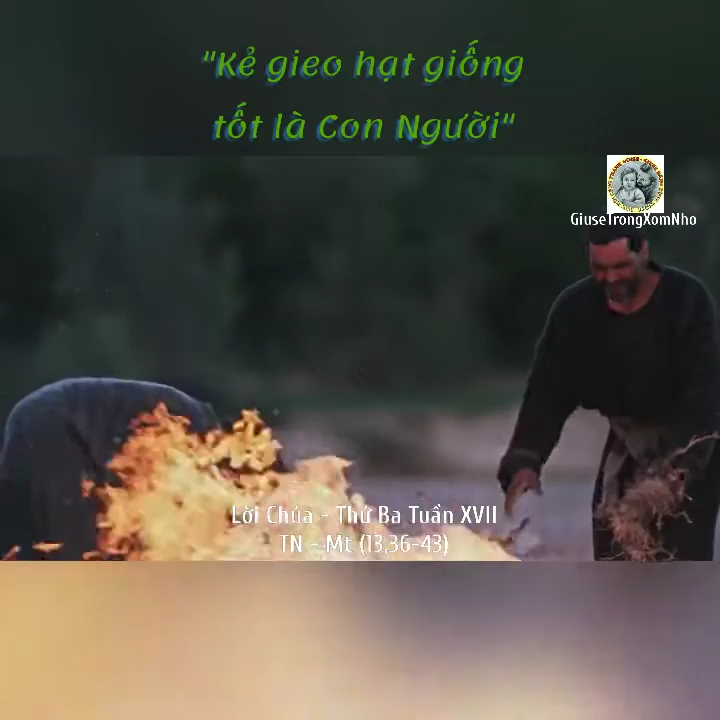 "Kẻ gieo hạt giống
tốt là Con Người"
GiuseTrongXomNho
Lời Chúa - Thứ Ba Tuần XVII
TN - Mt (13,36-43)